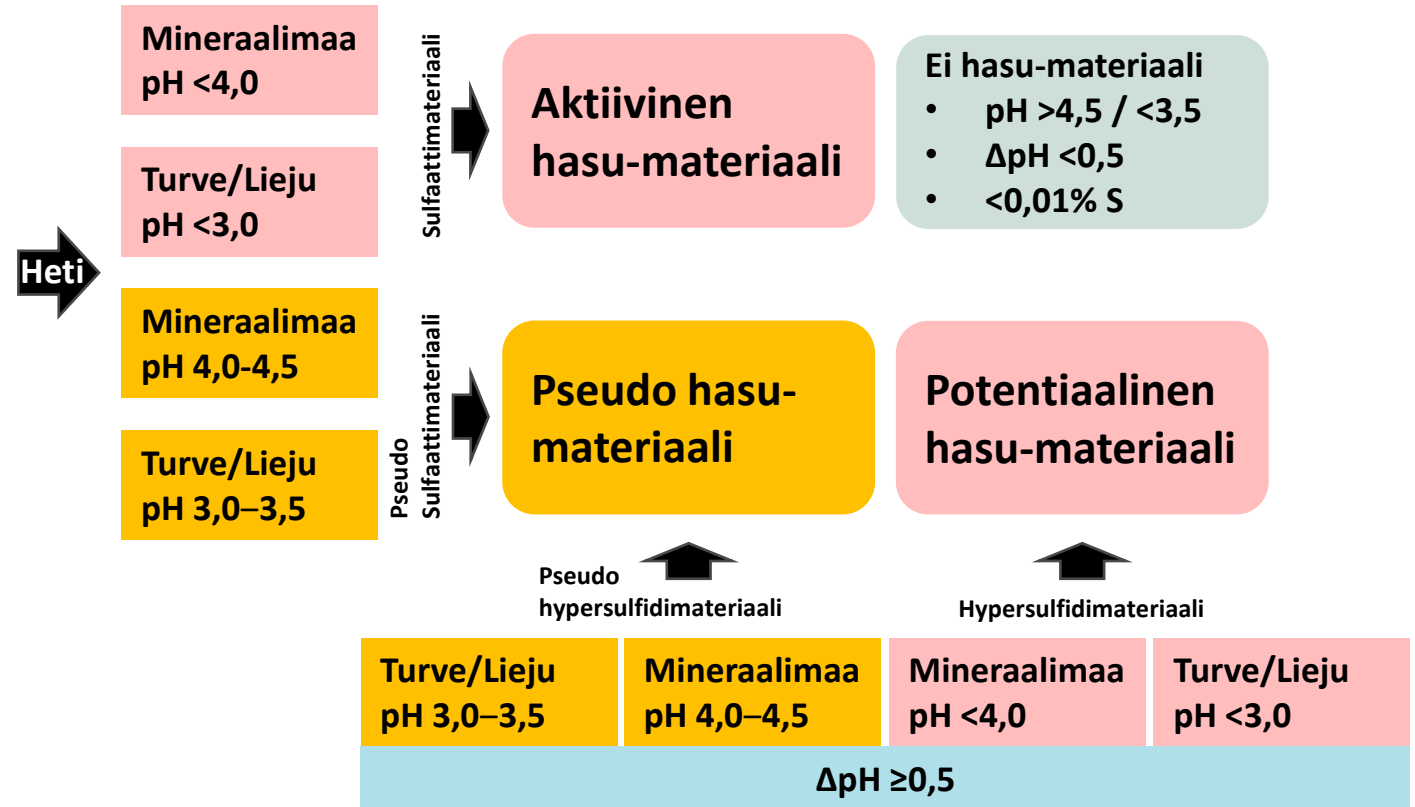 Heti
Mineraalimaa
pH <4,0
Turve/Lieju
pH <3,0
Mineraalimaa
pH 4,0-4,5
Turve/Lieju
pH 3,0–3,5
Sulfaattimateriaali
Pseudo
Sulfaattimateriaali
Aktiivinen
hasu-materiaali
Ei hasu-materiaali
• pH >4,5 / <3,5
• ΔpH <0,5
• <0,01% S
Pseudo hasu-
materiaali
Potentiaalinen
hasu-materiaali
Pseudo
hypersulfidimateriaali
Hypersulfidimateriaali
Turve/Lieju
pH 3,0–3,5
Mineraalimaa
pH 4,0–4,5
Mineraalimaa
pH <4,0
Turve/Lieju
pH <3,0
ΔpH ≥0,5